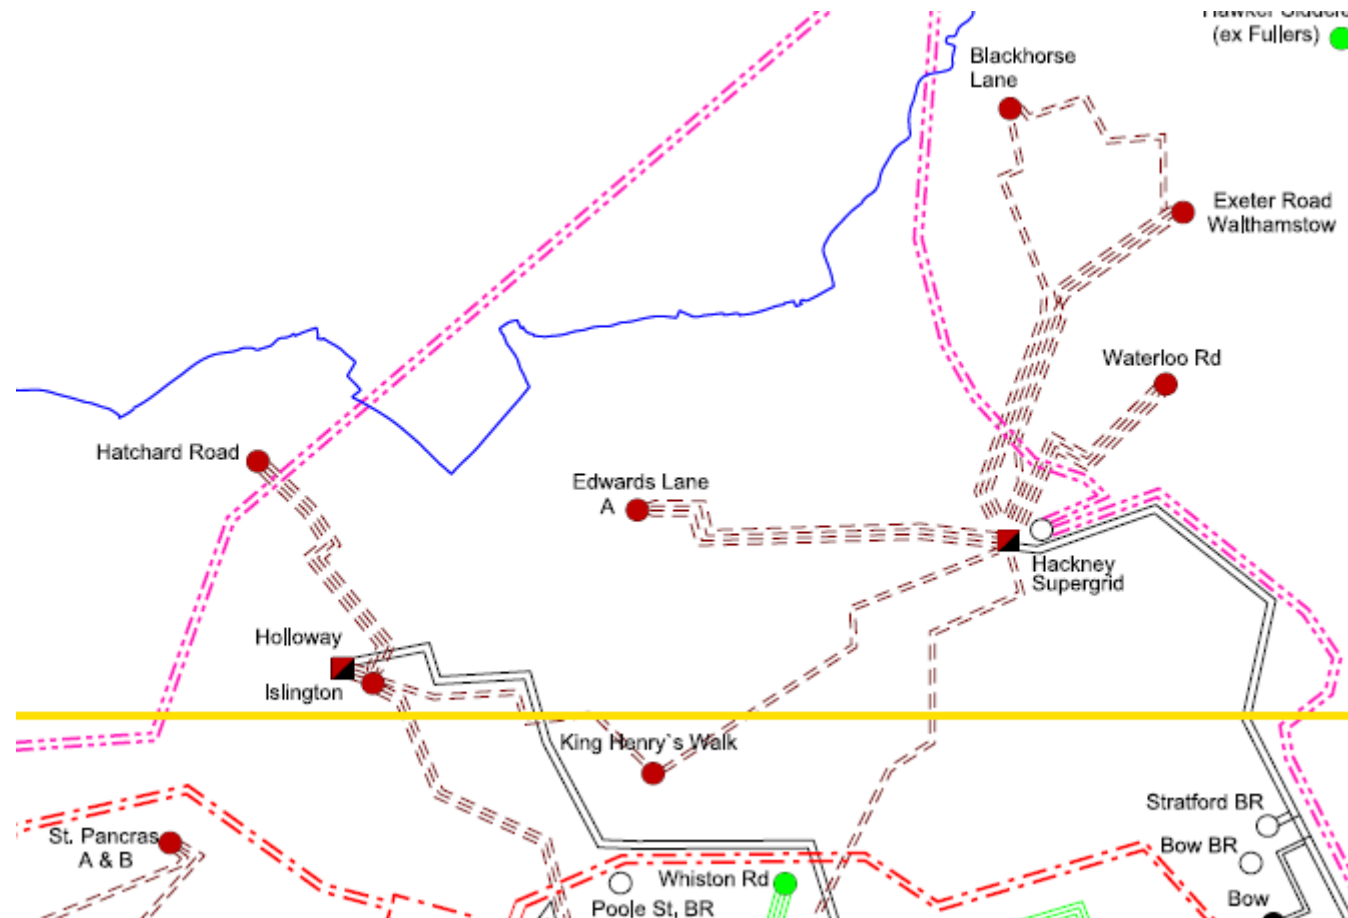 (ex Fullers)
Blackhorse
Lane
Exeter Road
Walthamstow
Waterloo Rd
Hatchard Road
Edwards Lane
A
Hackney
Supergrid
Holloway
Islington
King Henry`s Walk
Stratford BR
St. Pancras
A & B
Bow BR
Whiston Rd
Bow
Poole St, BR